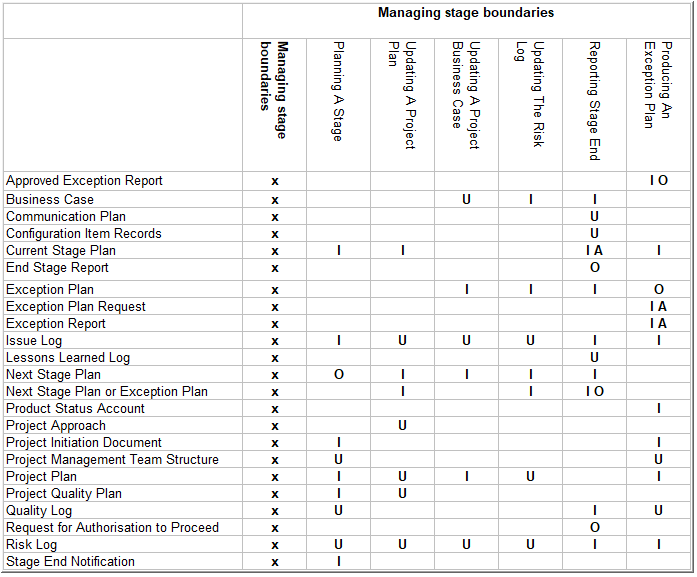 Managing stage boundaries
Managing stage
boundaries
Planning A Stage
Updating A Project
Plan
Updating A Project
Business Case
Updating The Risk
Log
Reporting Stage End
Producing An
Exception Plan
Approved Exception Report x I O
Business Case x U I I
Communication Plan x U
Configuration Item Records x U
Current Stage Plan x I I I A I
End Stage Report x O
Exception Plan x I I I O
Exception Plan Request x I A
Exception Report x I A
Issue Log x I U U U I I
Lessons Learned Log x U
Next Stage Plan x O I I I I
Next Stage Plan or Exception Plan x I I I O
Product Status Account x I
Project Approach x U
Project Initiation Document x I I
Project Management Team Structure x U U
Project Plan x I U I U I
Project Quality Plan x I U
Quality Log x U I U
Request for Authorisation to Proceed x O
Risk Log x U U U U I I
Stage End Notification x I